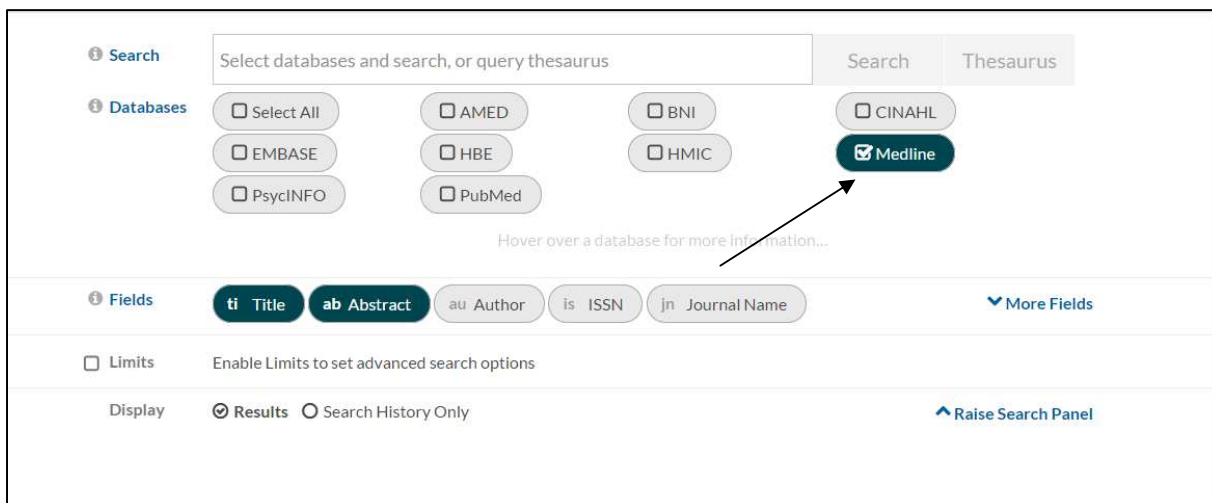 Search Select databases and search, or query thesaurus Search Thesaurus
Databases Select All AMED BNI CINAHL
EMBASE HBE HMIC Medline
PsycINFO PubMed
Hover over a database for more information...
Fields ti Title ab Abstract au Author is ISSN jn Journal Name More Fields
Limits Enable Limits to set advanced search options
Display Results Search History Only Raise Search Panel